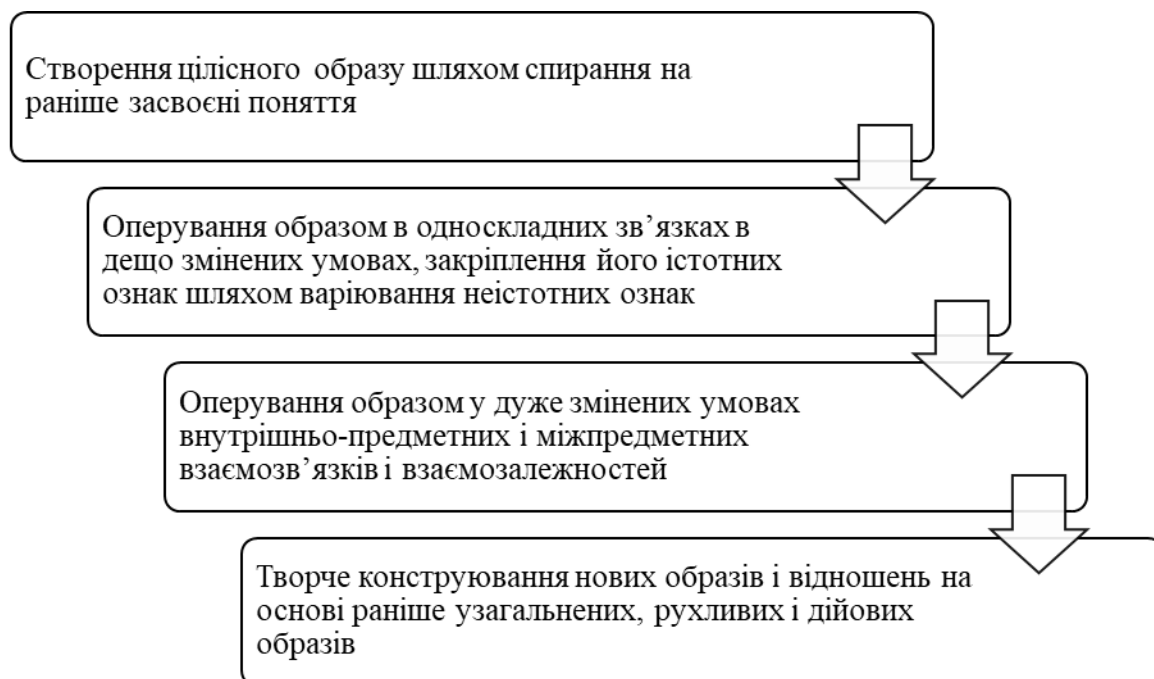 Створення цілісного образу шляхом спирання на
раніше засвоєні поняття
Оперування образом в односкладних зв’язках в
дещо змінених умовах, закріплення його істотних
ознак шляхом варіювання неістотних ознак
Оперування образом у дуже змінених умовах
внутрішньо-предметних і міжпредметних
взаємозв’язків і взаємозалежностей
Творче конструювання нових образів і відношень на
основі раніше узагальнених, рухливих і дійових
образів